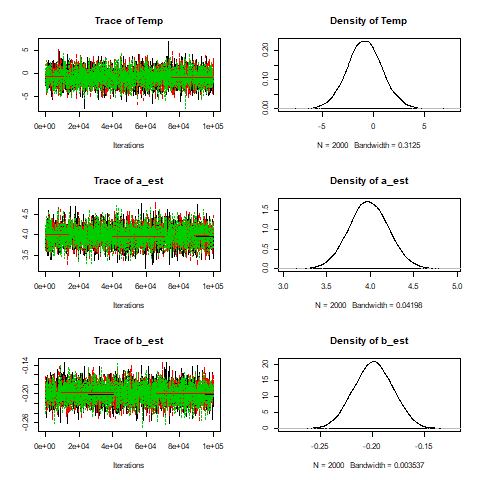 Trace of Temp
5
0
-5
0e+00 2e+04 4e+04 6e+04 8e+04 1e+05
Iterations
Density of Temp
0.20
0.10
0.00
-5 0 5
N = 2000 Bandwidth = 0.3125
Trace of a_est
4.5
4.0
3.5
0e+00 2e+04 4e+04 6e+04 8e+04 1e+05
Iterations
Density of a_est
1.5
1.0
0.5
0.0
3.0 3.5 4.0 4.5 5.0
N = 2000 Bandwidth = 0.04198
Trace of b_est
-0.14
-0.20
-0.26
0e+00 2e+04 4e+04 6e+04 8e+04 1e+05
Iterations
Density of b_est
20
15
10
5
0
-0.25 -0.20 -0.15
N = 2000 Bandwidth = 0.003537